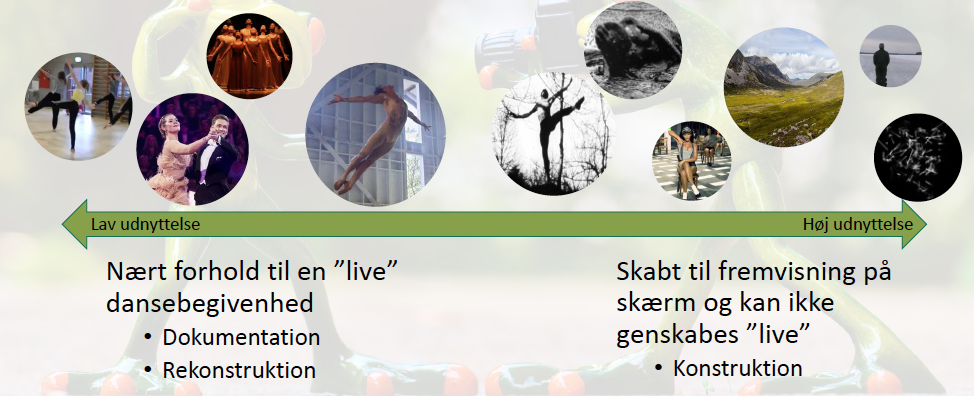 Lav udnyttelse
Høj udnyttelse
Nært forhold til en ”live”
dansebegivenhed
• Dokumentation
• Rekonstruktion
Skabt til fremvisning på
skærm og kan ikke
genskabes ”live”
• Konstruktion